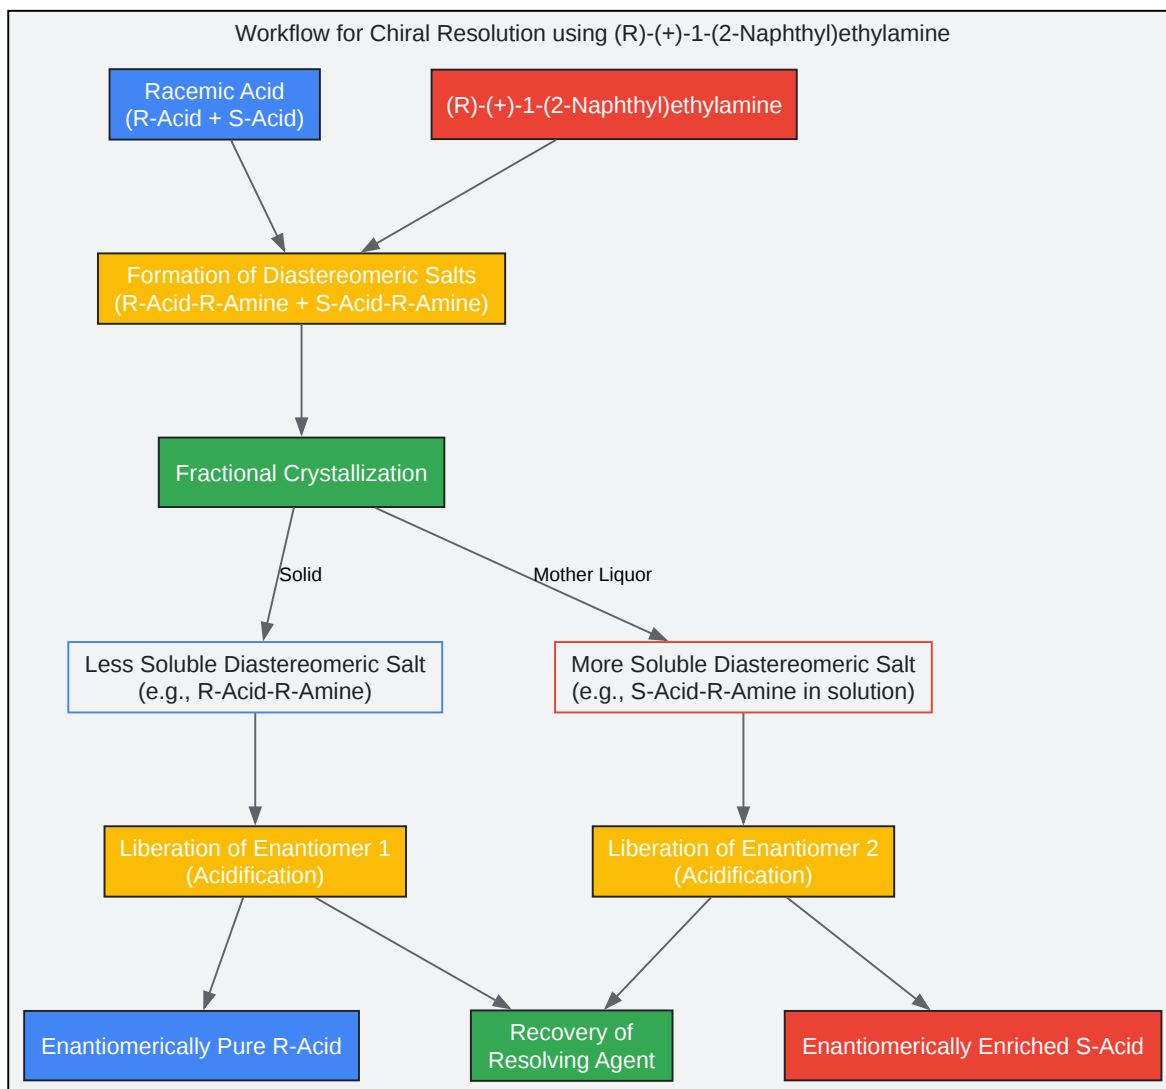 Workflow for Chiral Resolution using (R)-(+)-1-(2-Naphthyl)ethylamine
Racemic Acid
(R-Acid + S-Acid)
(R)-(+)-1-(2-Naphthyl)ethylamine
Formation of Diastereomeric Salts
(R-Acid-R-Amine + S-Acid-R-Amine)
Fractional Crystallization
Solid
Mother Liquor
Less Soluble Diastereomeric Salt
(e.g., R-Acid-R-Amine)
More Soluble Diastereomeric Salt
(e.g., S-Acid-R-Amine in solution)
Liberation of Enantiomer 1
(Acidification)
Liberation of Enantiomer 2
(Acidification)
Enantiomerically Pure R-Acid
Recovery of
Resolving Agent
Enantiomerically Enriched S-Acid